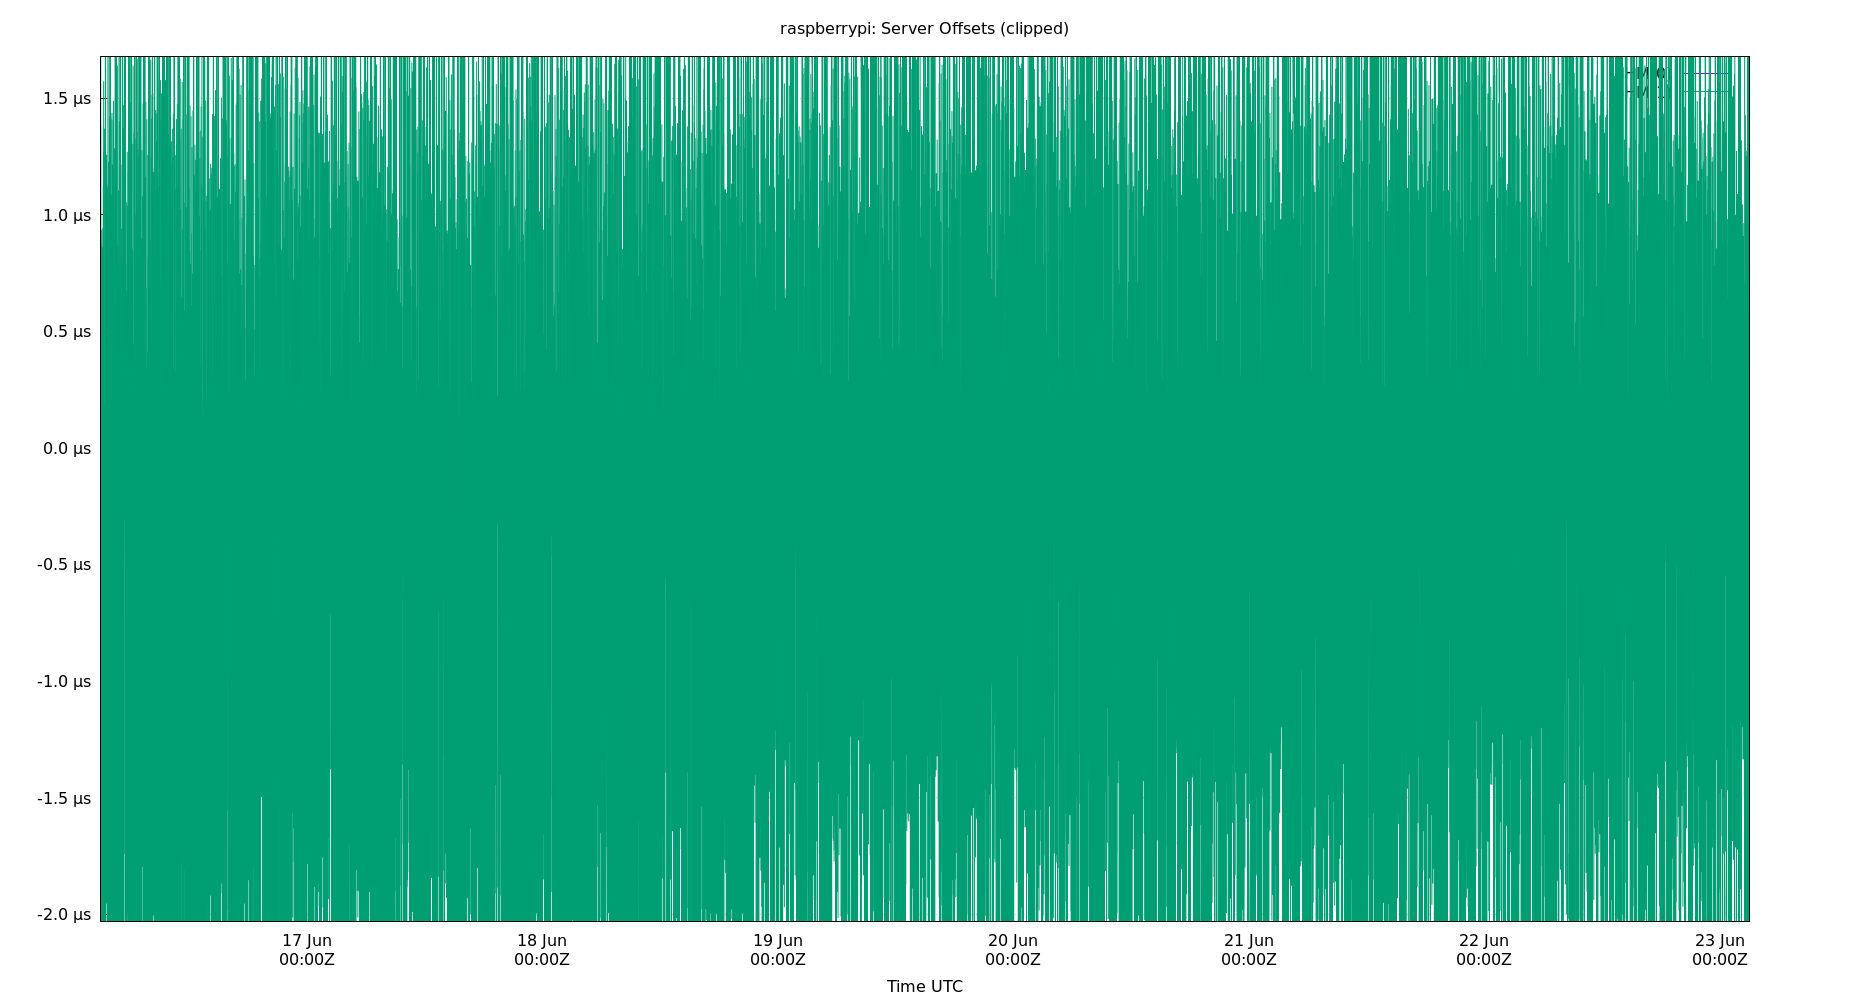 raspberrypi: Server Offsets (clipped)
1.5 µs
1.0 µs
0.5 µs
0.0 µs
-0.5 µs
-1.0 µs
-1.5 µs
-2.0 µs
17 Jun 18 Jun 19 Jun 20 Jun 21 Jun 22 Jun 23 Jun
00:00Z 00:00Z 00:00Z 00:00Z 00:00Z 00:00Z 00:00Z
Time UTC